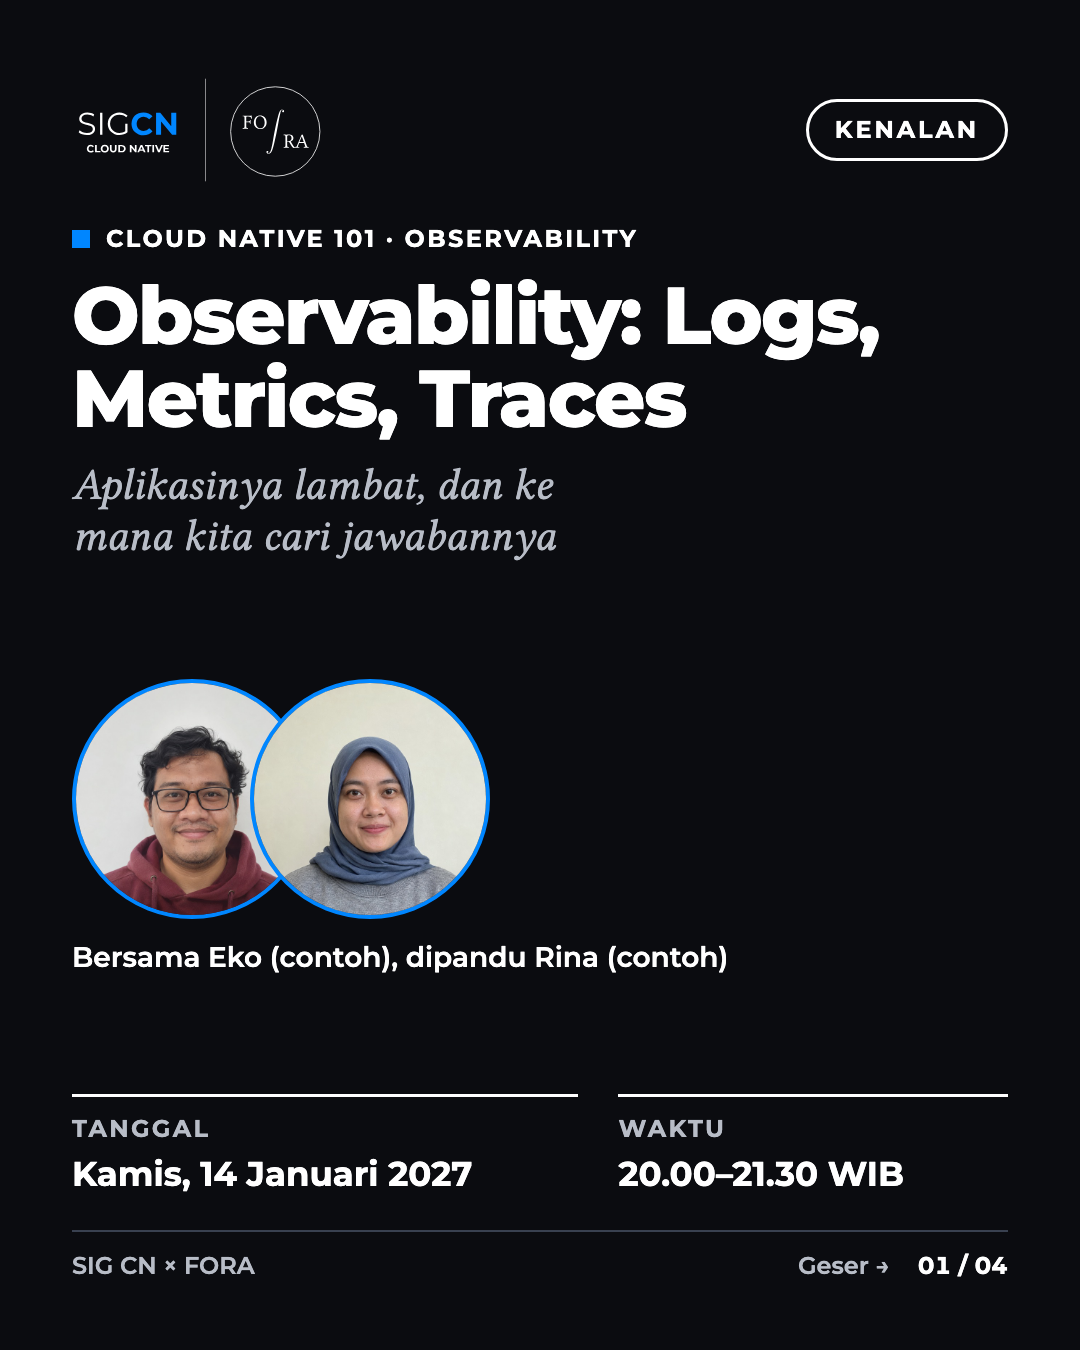 SIGCN
CLOUD NATIVE
FO
RA
KENALAN
CLOUD NATIVE 101 · OBSERVABILITY
Observability: Logs,
Metrics, Traces
Aplikasinya lambat, dan ke
mana kita cari jawabannya
Bersama Eko (contoh), dipandu Rina (contoh)
TANGGAL
Kamis, 14 Januari 2027
WAKTU
20.00–21.30 WIB
SIG CN × FORA
Geser → 01 / 04